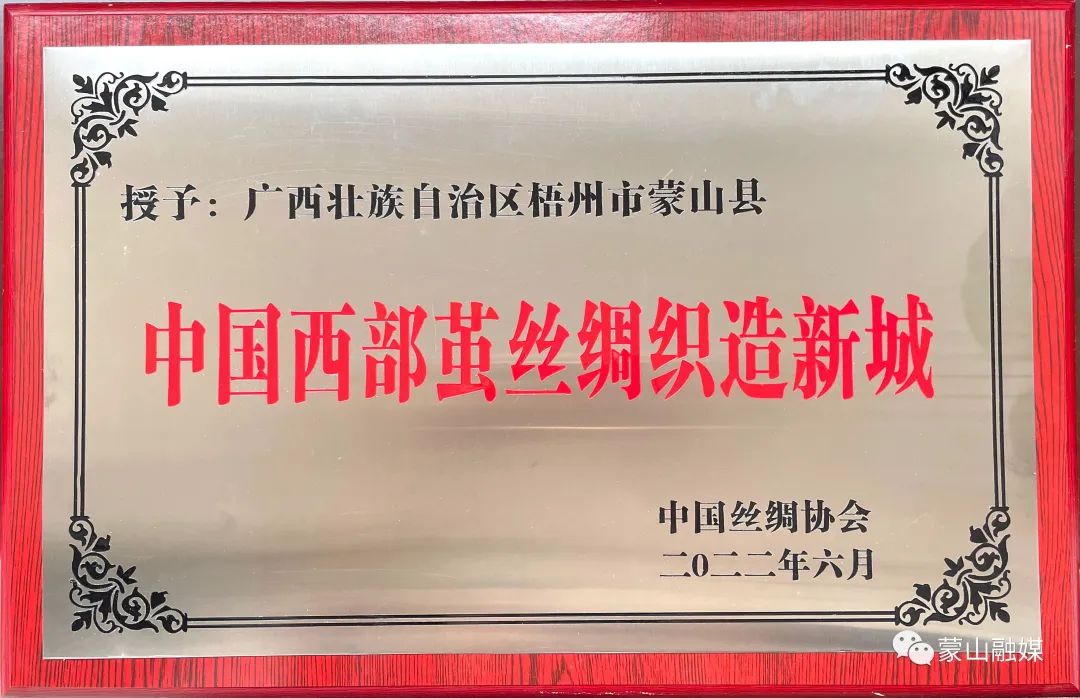 授予：广西壮族自治区梧州市蒙山县
中国西部茧丝绸织造新城
中国丝绸协会
二〇二二年六月
蒙山融媒